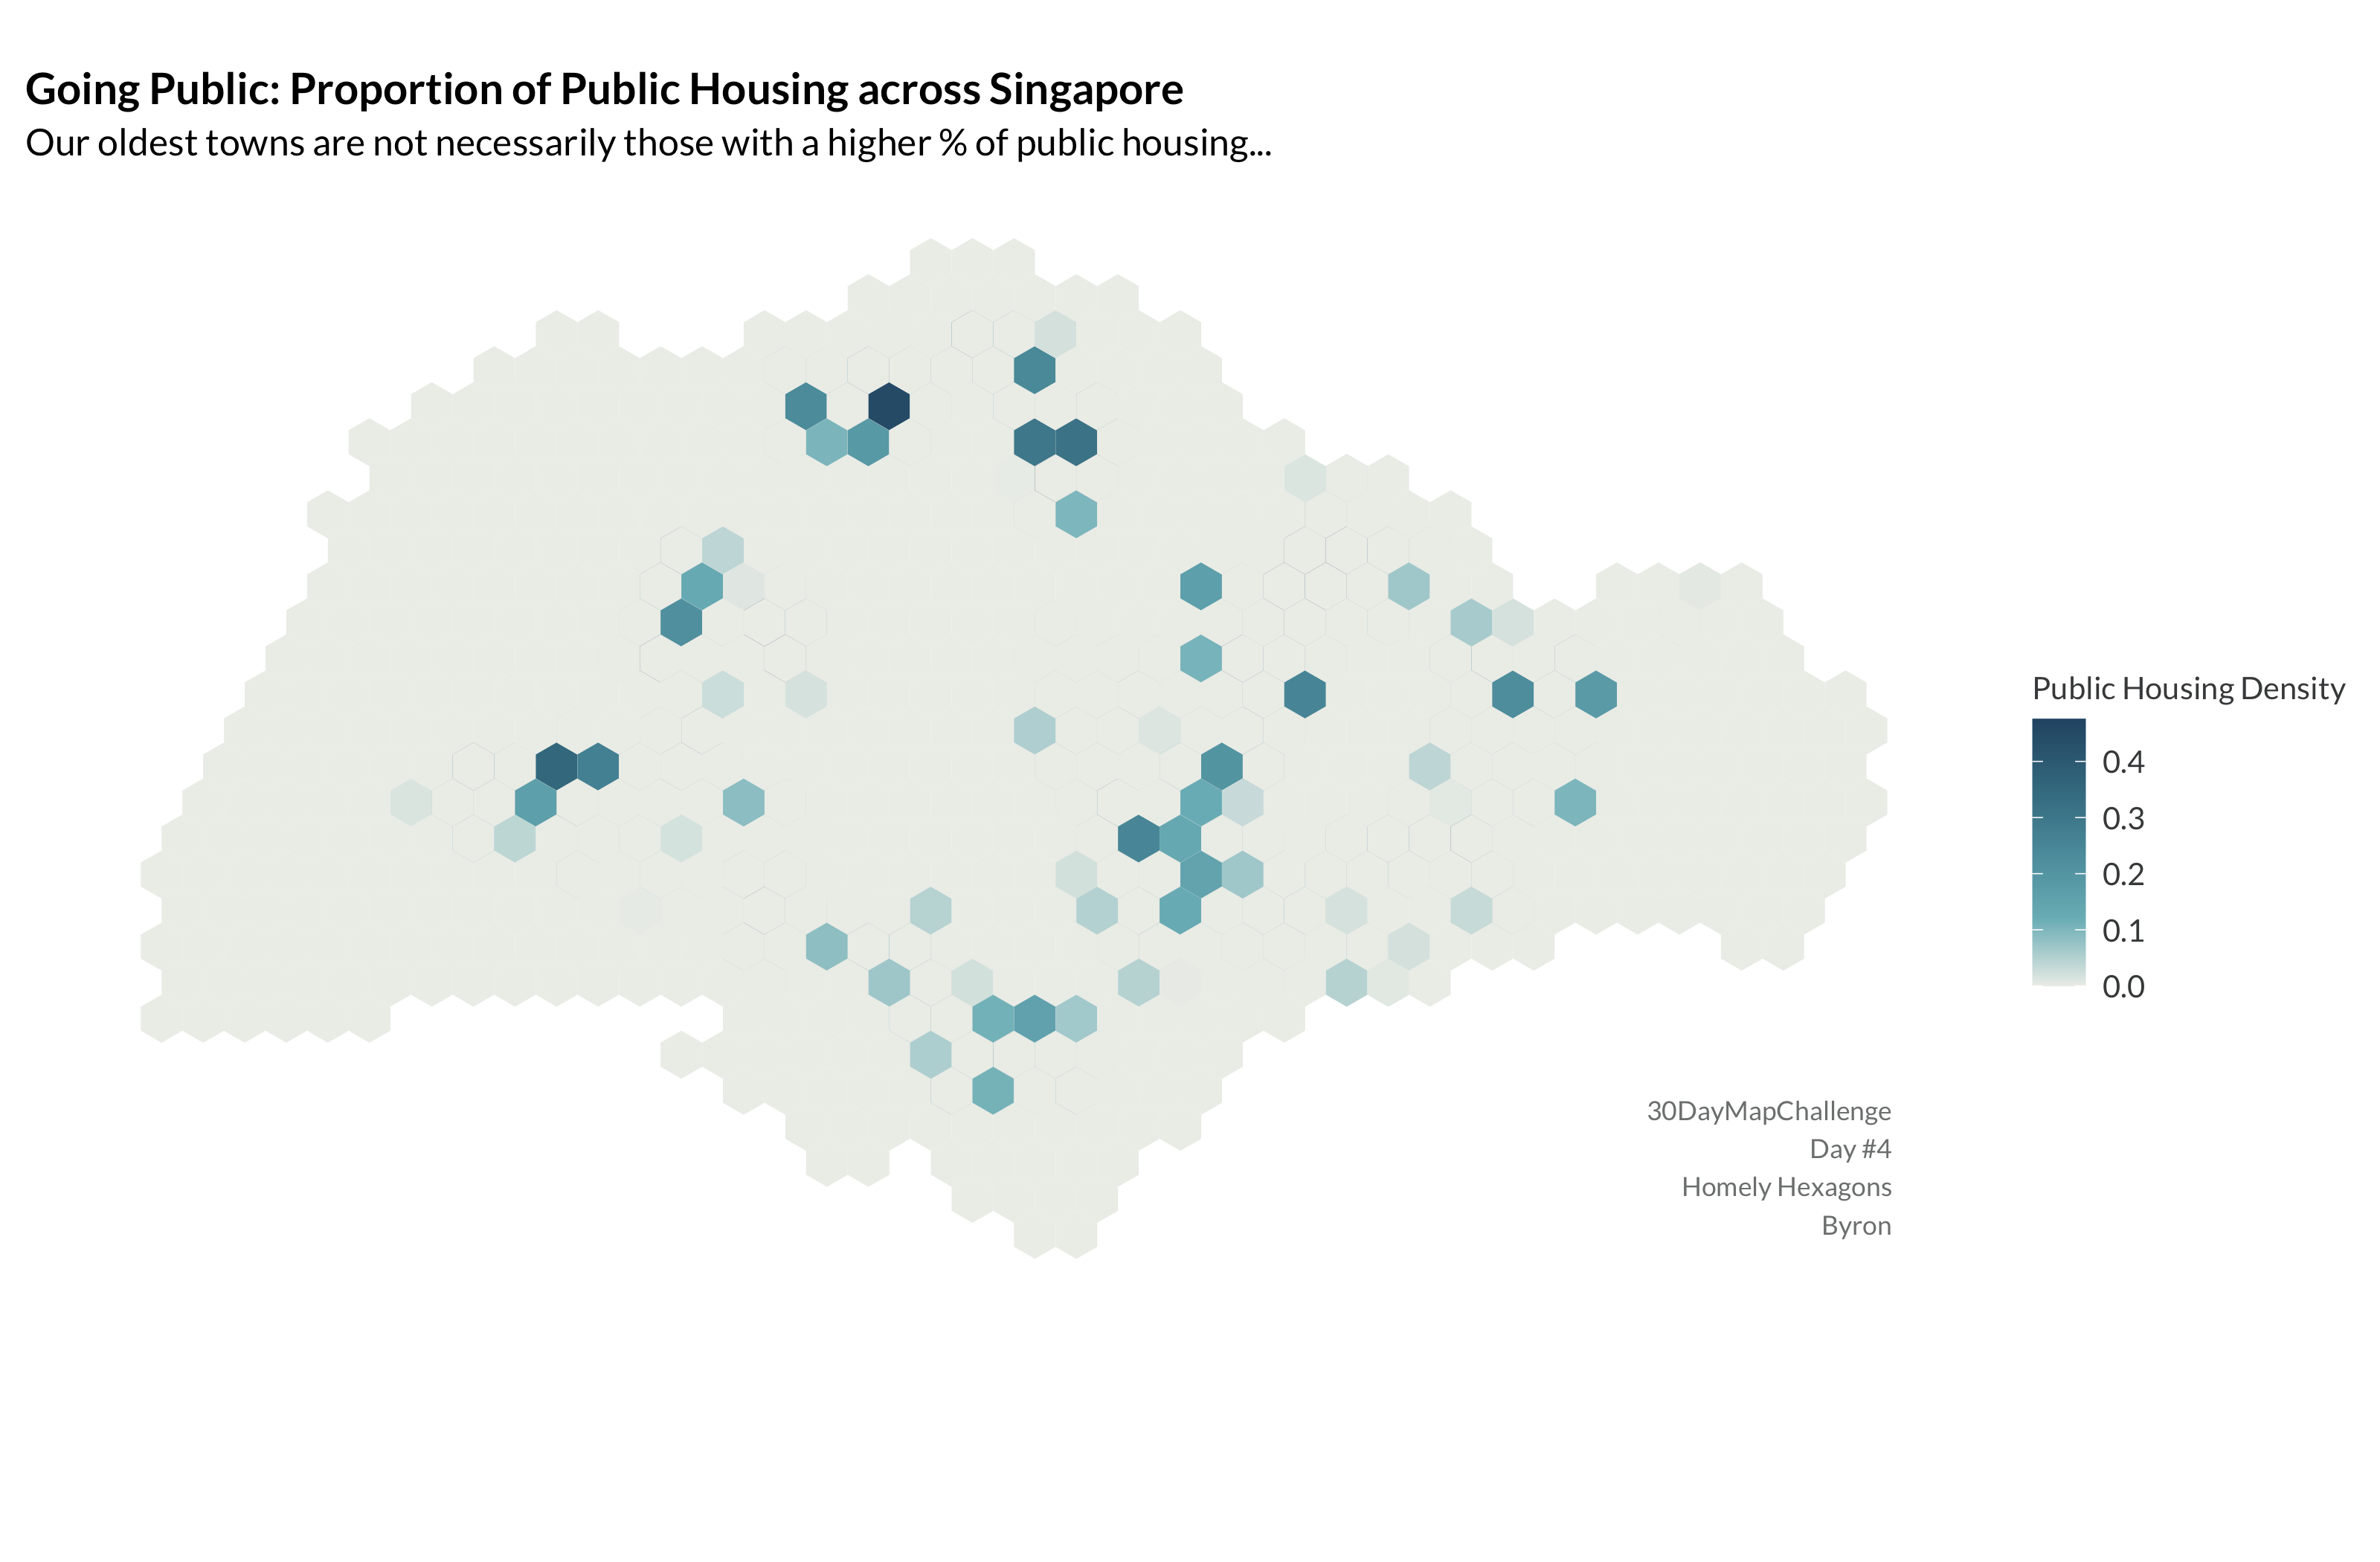 Going Public: Proportion of Public Housing across Singapore
Our oldest towns are not necessarily those with a higher % of public housing...
Public Housing Density
0.4
0.3
0.2
0.1
0.0
30DayMapChallenge
Day #4
Homely Hexagons
Byron